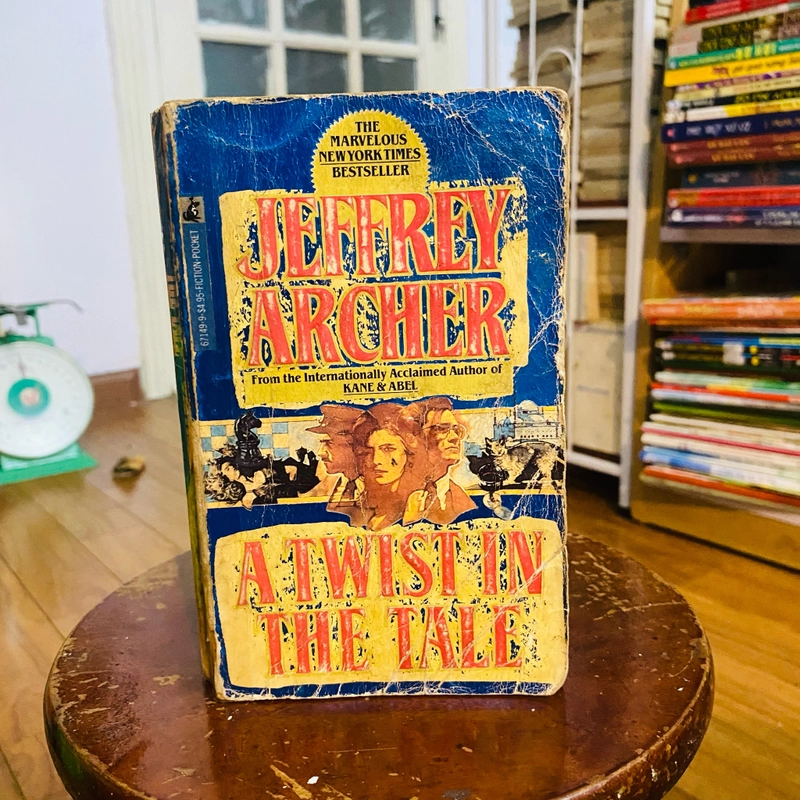 THE
MARVELOUS
NEW YORK TIMES
BESTSELLER
JEFFREY
ARCHER
From the Internationally Acclaimed Author of
KANE & ABEL
A TWIST IN
THE TALE
67149-9·$4.95·FICTION·POCKET